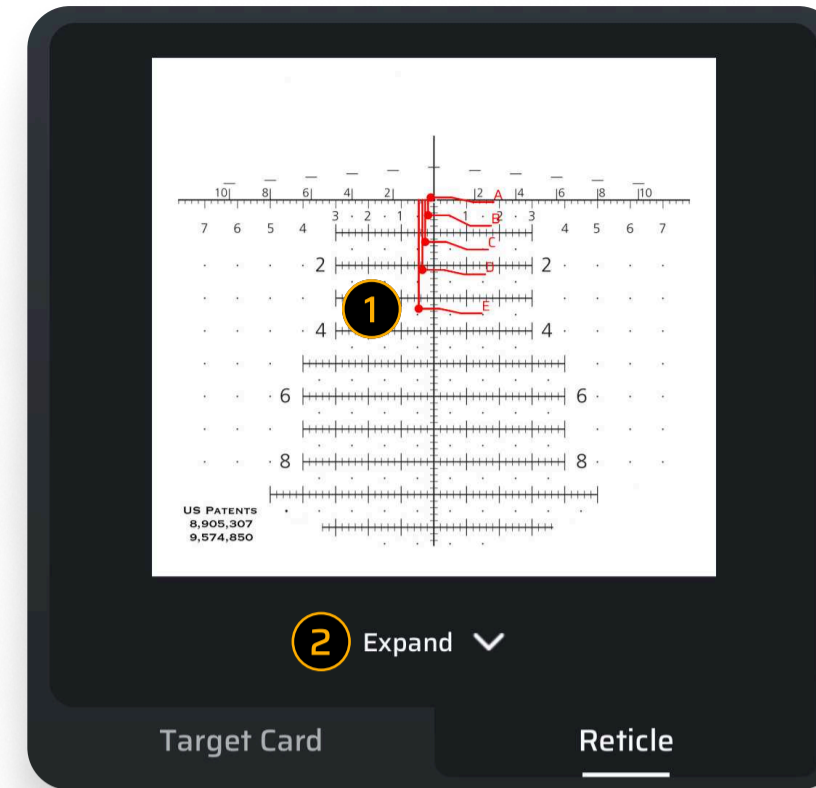 10 8 6 4 2 2 4 6 8 10
A
3 2 1 1 2 3
B
7 6 5 4 4 5 6 7
C
2 D 2
1
E
4 4
6 6
8 8
US PATENTS
8,905,307
9,574,850
2 Expand
Target Card Reticle